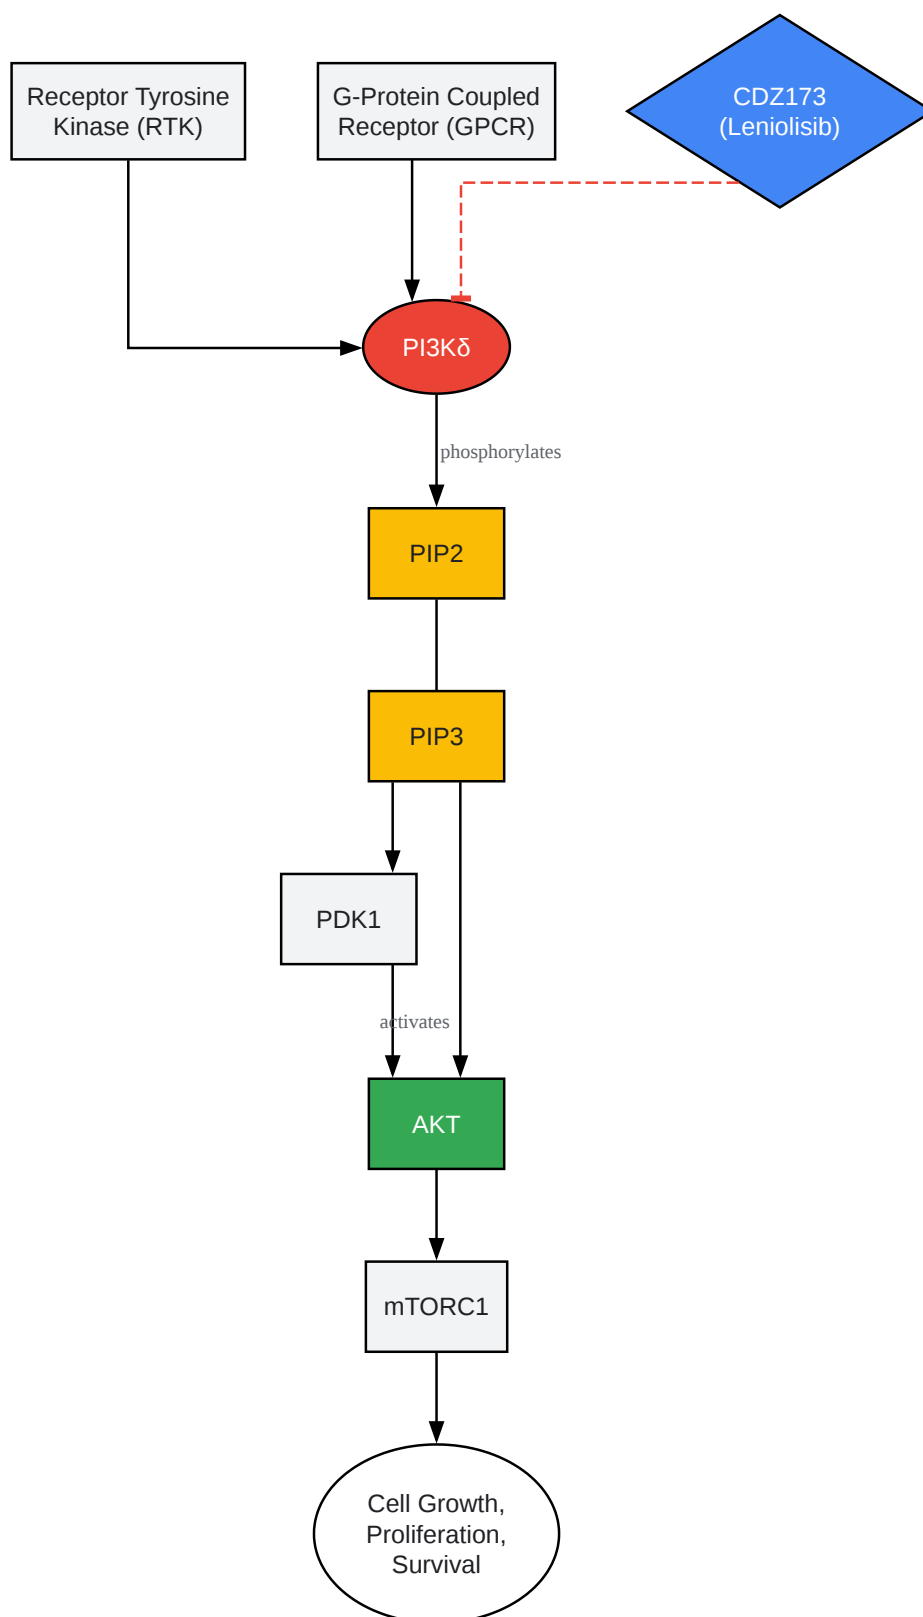 Receptor Tyrosine
Kinase (RTK)
G-Protein Coupled
Receptor (GPCR)
CDZ173
(Leniolisib)
PI3Kδ
phosphorylates
PIP2
PIP3
PDK1
activates
AKT
mTORC1
Cell Growth,
Proliferation,
Survival